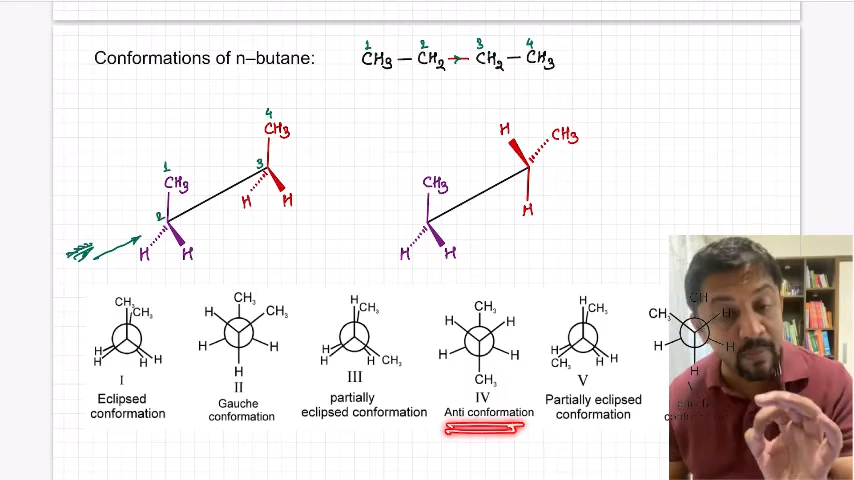 Conformations of n–butane:
1 2 3 4
CH3 — CH2 — CH2 — CH3
4
CH3
3
H H
1
CH3
2
H H
H CH3
H
CH3
H H
CH3
CH3
H H H H
I
Eclipsed
conformation
CH3
H CH3
H H
H
II
Gauche
conformation
H
CH3
H H H CH3
III
partially
eclipsed conformation
CH3
H H
H H
CH3
IV
Anti conformation
H
CH3
H H H
CH3
V
Partially eclipsed
conformation
CH
CH3 H
H H
H